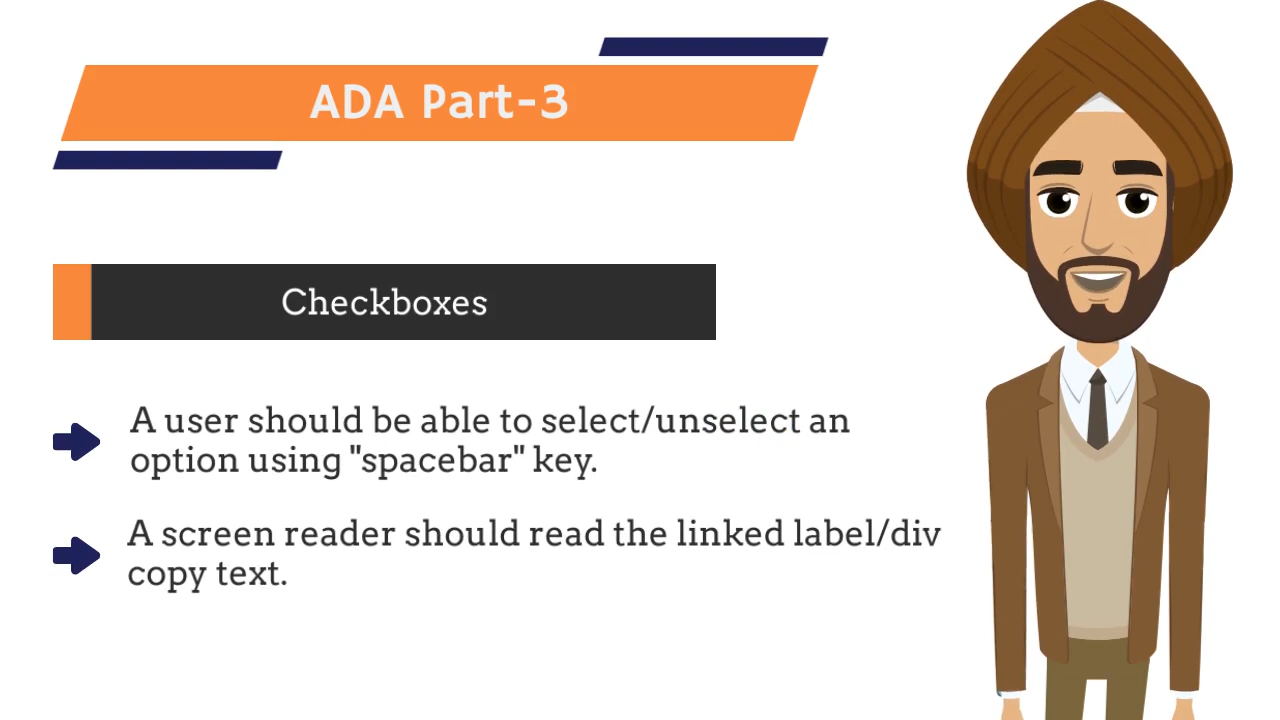 ADA Part-3
Checkboxes
A user should be able to select/unselect an
option using "spacebar" key.
A screen reader should read the linked label/div
copy text.